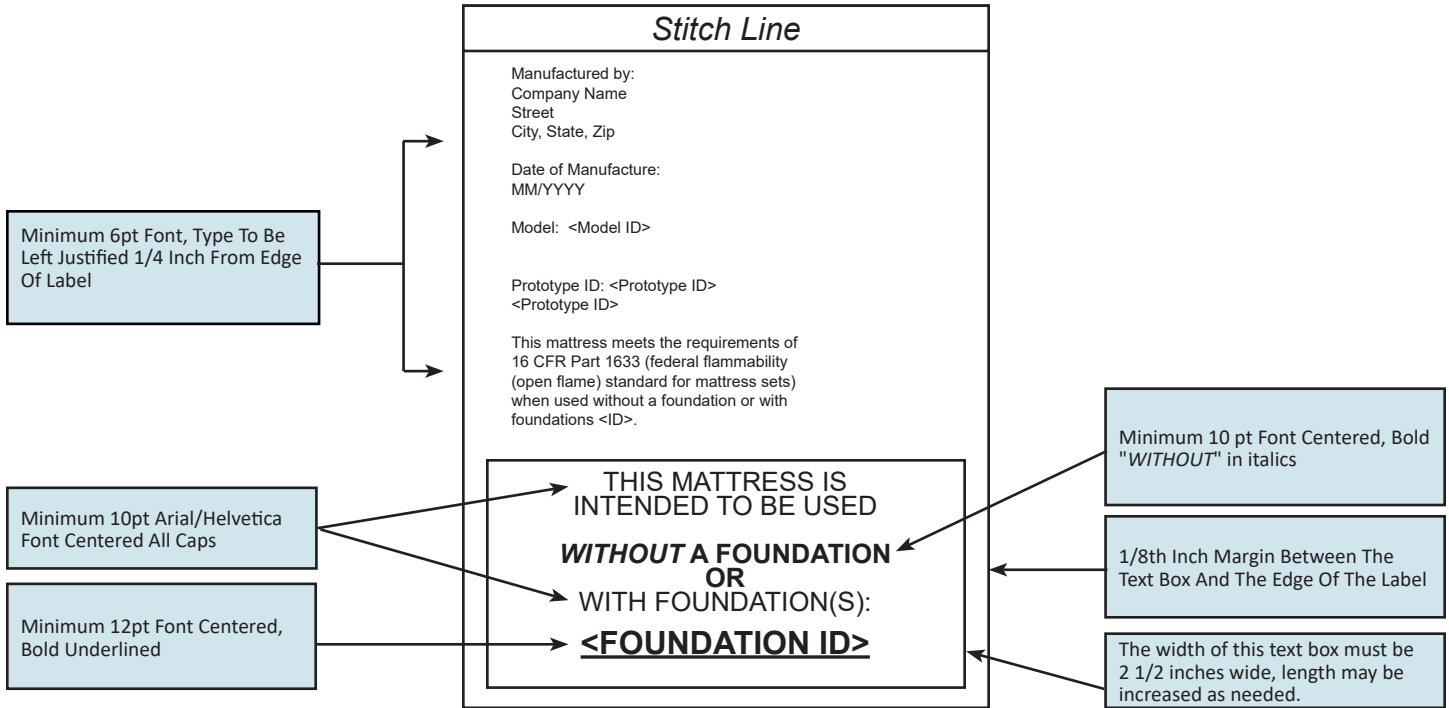 Stitch Line
Manufactured by:
Company Name
Street
City, State, Zip
Date of Manufacture:
MM/YYYY
Model:  <Model ID>
Prototype ID: <Prototype ID>
<Prototype ID>
This mattress meets the requirements of
16 CFR Part 1633 (federal flammability
(open flame) standard for mattress sets)
when used without a foundation or with
foundations <ID>.
THIS MATTRESS IS
INTENDED TO BE USED
WITHOUT A FOUNDATION
OR
WITH FOUNDATION(S):
<FOUNDATION ID>
Minimum 6pt Font, Type To Be
Left Justified 1/4 Inch From Edge
Of Label
Minimum 10pt Arial/Helvetica
Font Centered All Caps
Minimum 12pt Font Centered,
Bold Underlined
Minimum 10 pt Font Centered, Bold
"WITHOUT" in italics
1/8th Inch Margin Between The
Text Box And The Edge Of The Label
The width of this text box must be
2 1/2 inches wide, length may be
increased as needed.